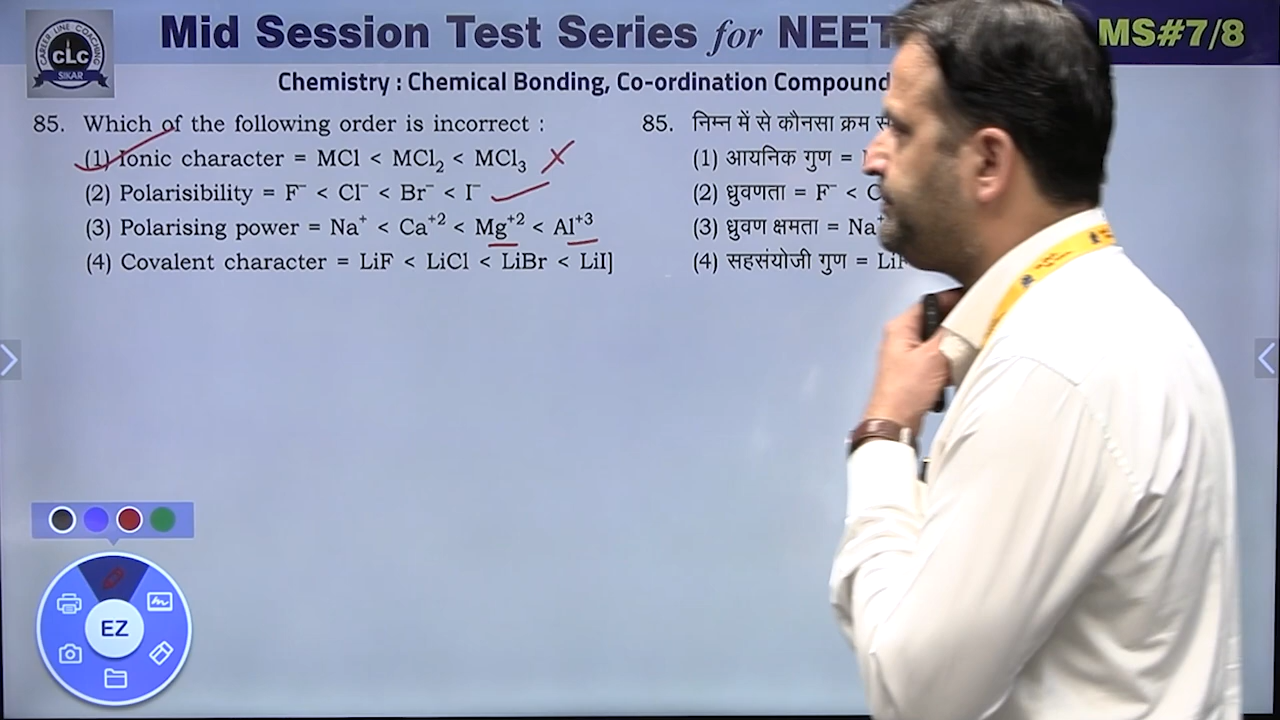 CAREER LINE COACHING
CLC
SIKAR
Mid Session Test Series for NEET
MS#7/8
Chemistry : Chemical Bonding, Co-ordination Compound
85. Which of the following order is incorrect :
(1) Ionic character = MCl < MCl₂ < MCl₃
(2) Polarisibility = F⁻ < Cl⁻ < Br⁻ < I⁻
(3) Polarising power = Na⁺ < Ca⁺² < Mg⁺² < Al⁺³
(4) Covalent character = LiF < LiCl < LiBr < LiI]
85. निम्न में से कौनसा क्रम
(1) आयनिक गुण =
(2) ध्रुवणता = F⁻ < C
(3) ध्रुवण क्षमता = Na
(4) सहसंयोजी गुण = LiF
EZ